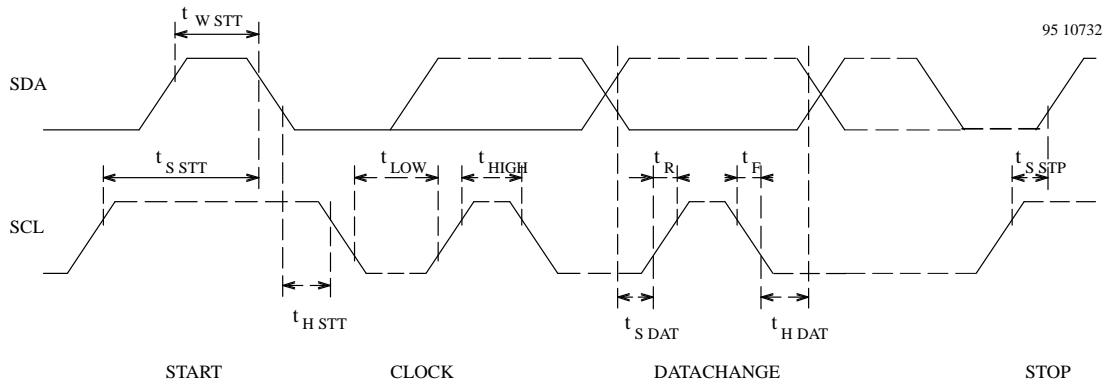 t W STT
95 10732
SDA
t S STT
t LOW
t HIGH
t R
t F
t S STP
SCL
t H STT
t S DAT
t H DAT
START
CLOCK
DATACHANGE
STOP